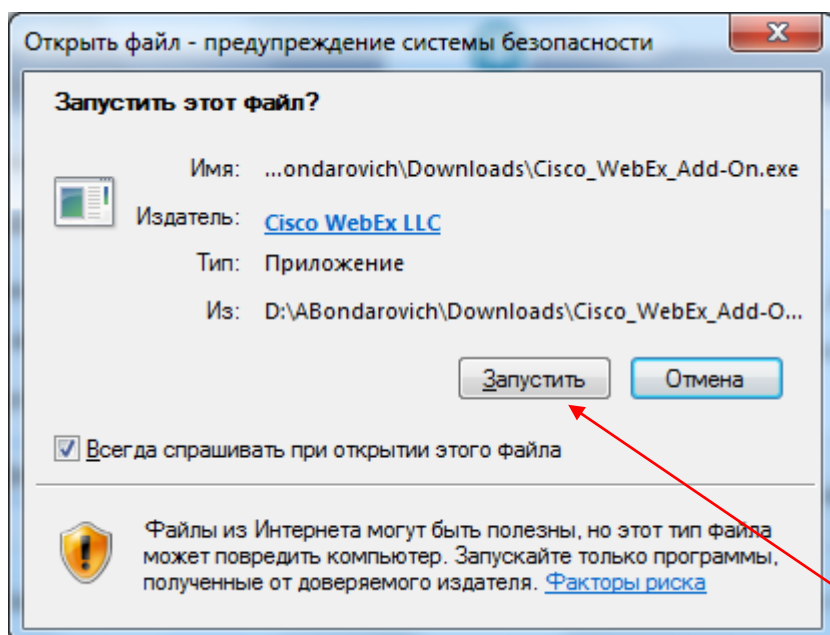 Открыть файл - предупреждение системы безопасности
Запустить этот файл?
Имя: ...ondarovich\Downloads\Cisco_WebEx_Add-On.exe
Издатель: Cisco WebEx LLC
Тип: Приложение
Из: D:\ABondarovich\Downloads\Cisco_WebEx_Add-O...
Запустить Отмена
Всегда спрашивать при открытии этого файла
Файлы из Интернета могут быть полезны, но этот тип файла
может повредить компьютер. Запускайте только программы,
полученные от доверяемого издателя. Факторы риска